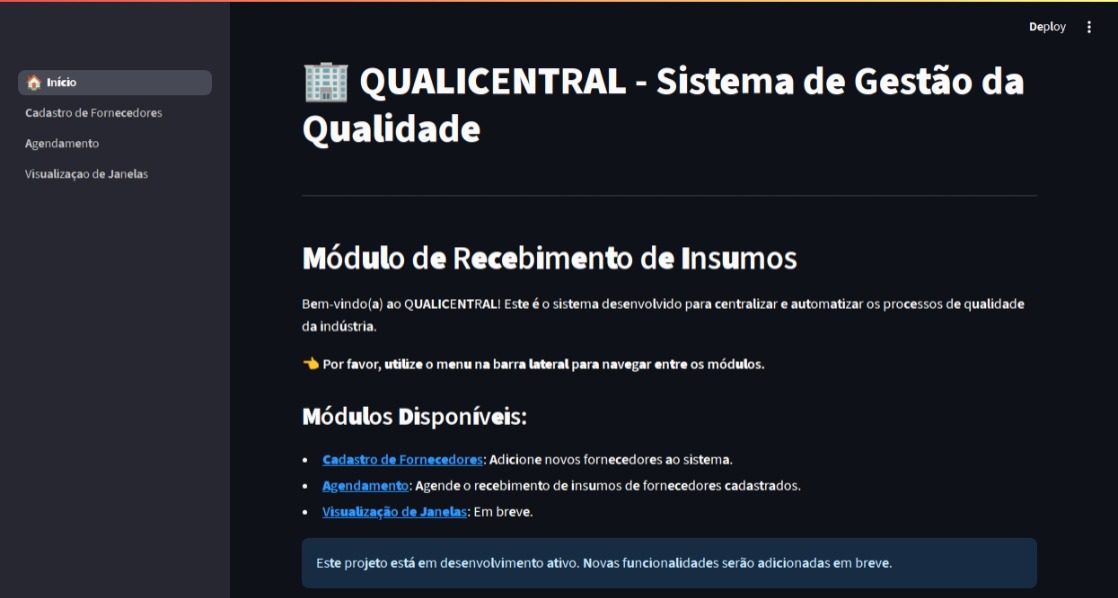 Deploy
Início
Cadastro de Fornecedores
Agendamento
Visualizaçao de Janelas
QUALICENTRAL - Sistema de Gestão da
Qualidade
Módulo de Recebimento de Insumos
Bem-vindo(a) ao QUALICENTRAL! Este é o sistema desenvolvido para centralizar e automatizar os processos de qualidade
da indústria.
👈 Por favor, utilize o menu na barra lateral para navegar entre os módulos.
Módulos Disponíveis:
• Cadastro de Fornecedores: Adicione novos fornecedores ao sistema.
• Agendamento: Agende o recebimento de insumos de fornecedores cadastrados.
• Visualização de Janelas: Em breve.
Este projeto está em desenvolvimento ativo. Novas funcionalidades serão adicionadas em breve.